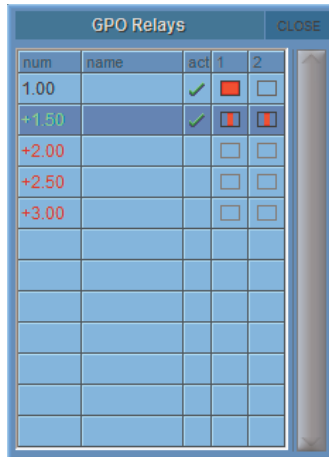 GPO Relays CLOSE
num name act 1 2
1.00
+1.50
+2.00
+2.50
+3.00